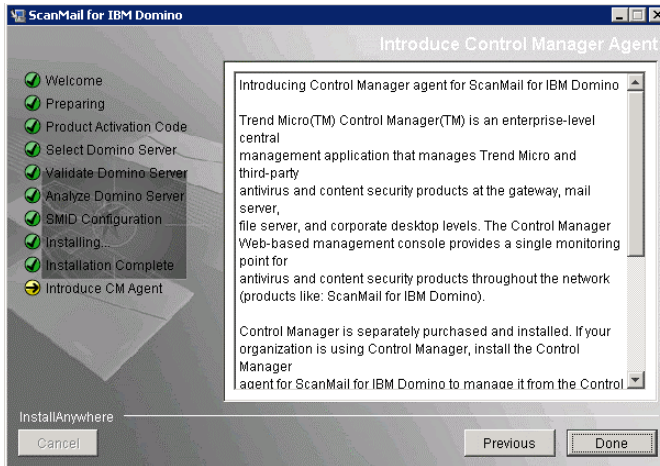 ScanMail for IBM Domino
Introduce Control Manager Agent
Welcome
Preparing
Product Activation Code
Select Domino Server
Validate Domino Server
Analyze Domino Server
SMID Configuration
Installing...
Installation Complete
Introduce CM Agent
Introducing Control Manager agent for ScanMail for IBM Domino
Trend Micro(TM) Control Manager(TM) is an enterprise-level
central
management application that manages Trend Micro and
third-party
antivirus and content security products at the gateway, mail
server,
file server, and corporate desktop levels. The Control Manager
Web-based management console provides a single monitoring
point for
antivirus and content security products throughout the network
(products like: ScanMail for IBM Domino).
Control Manager is separately purchased and installed. If your
organization is using Control Manager, install the Control
Manager
agent for ScanMail for IBM Domino to manage it from the Control
InstallAnywhere
Cancel
Previous
Done